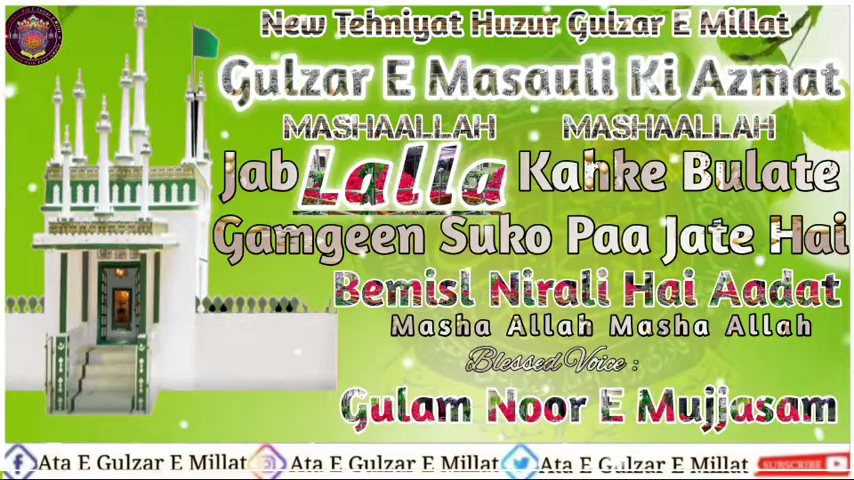 New Tehniyat Huzur Gulzar E Millat
Gulzar E Masauli Ki Azmat
MASHAALLAH MASHAALLAH
Jab Lalla Kahke Bulate
Gamgeen Suko Paa Jate Hai
Bemisl Nirali Hai Aadat
Masha Allah Masha Allah
Blessed Voice :
Gulam Noor E Mujjasam
Ata E Gulzar E Millat Ata E Gulzar E Millat Ata E Gulzar E Millat SUBSCRIBE